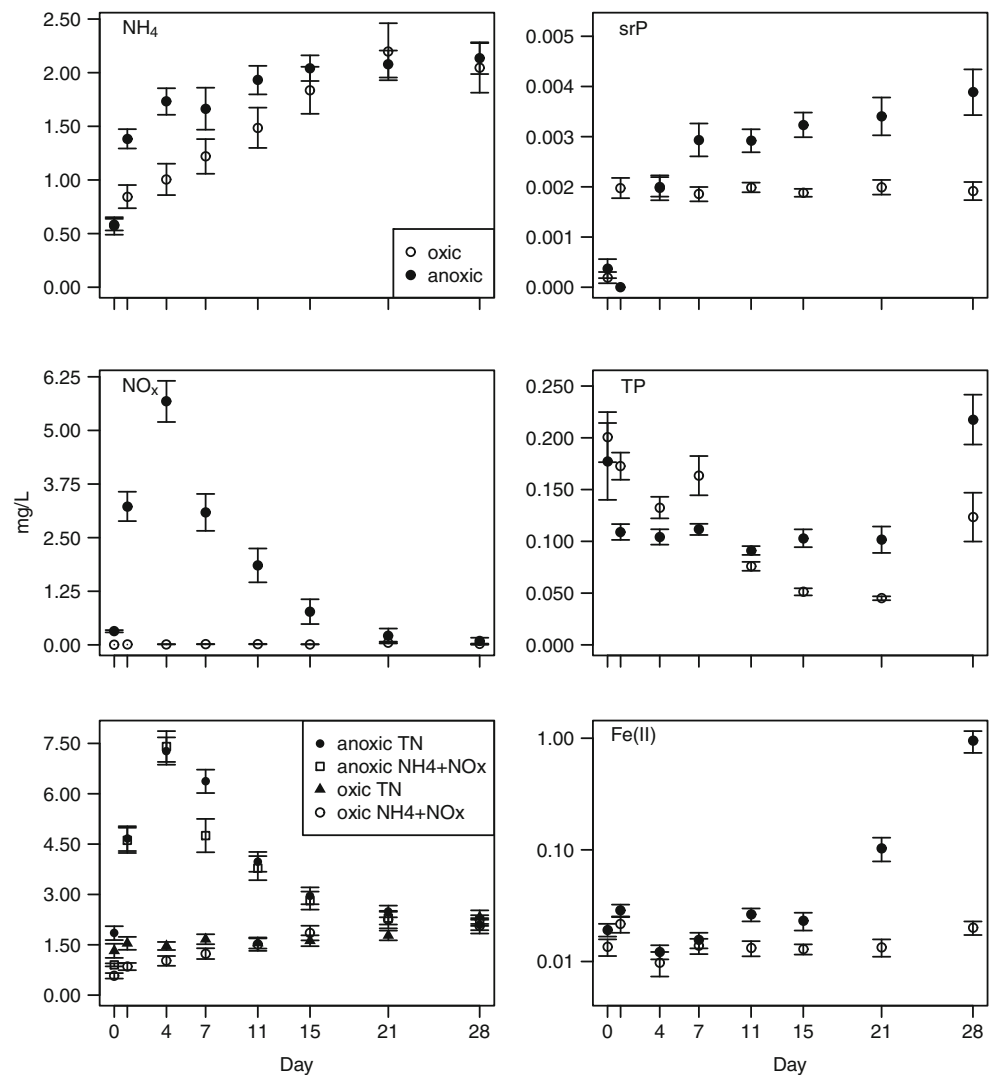 NH4
2.50
2.00
1.50
1.00
0.50
0.00
oxic
anoxic
srP
0.005
0.004
0.003
0.002
0.001
0.000
NOx
6.25
5.00
3.75
2.50
1.25
0.00
mg/L
TP
0.250
0.200
0.150
0.100
0.050
0.000
7.50
6.00
4.50
3.00
1.50
0.00
anoxic TN
anoxic NH4+NOx
oxic TN
oxic NH4+NOx
0 4 7 11 15 21 28
Day
Fe(II)
1.00
0.10
0.01
0 4 7 11 15 21 28
Day